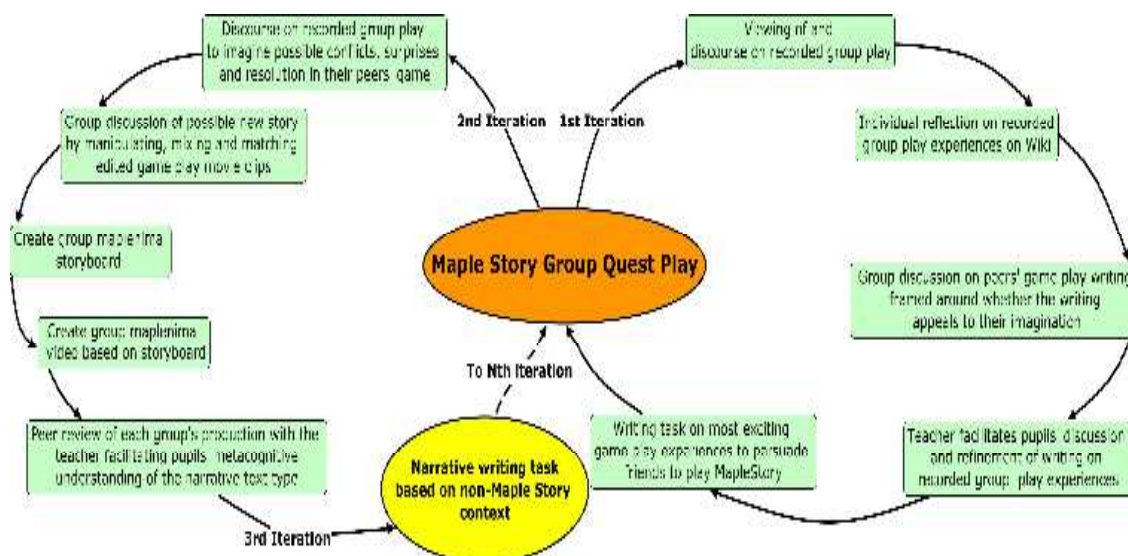 Discourse on recorded group play
to imagine possible conflicts, surprises
and resolution in their peers' game
Viewing of and
discourse on recorded group play
2nd Iteration
1st Iteration
Group discussion of possible new story
by manipulating, mixing and matching
edited game play movie clips
Individual reflection on recorded
group play experiences on Wiki
Maple Story Group Quest Play
Create group maplenima
storyboard
Group discussion on peers' game play writing
framed around whether the writing
appeals to their imagination
Create group maplenima
video based on storyboard
To Nth Iteration
Peer review of each group's production with the
teacher facilitating pupils' metacognitive
understanding of the narrative text type
Narrative writing task
based on non-Maple Story
context
Writing task on most exciting
game play experiences to persuade
friends to play MapleStory
Teacher facilitates pupils' discussion
and refinement of writing on
recorded group play experiences
3rd Iteration